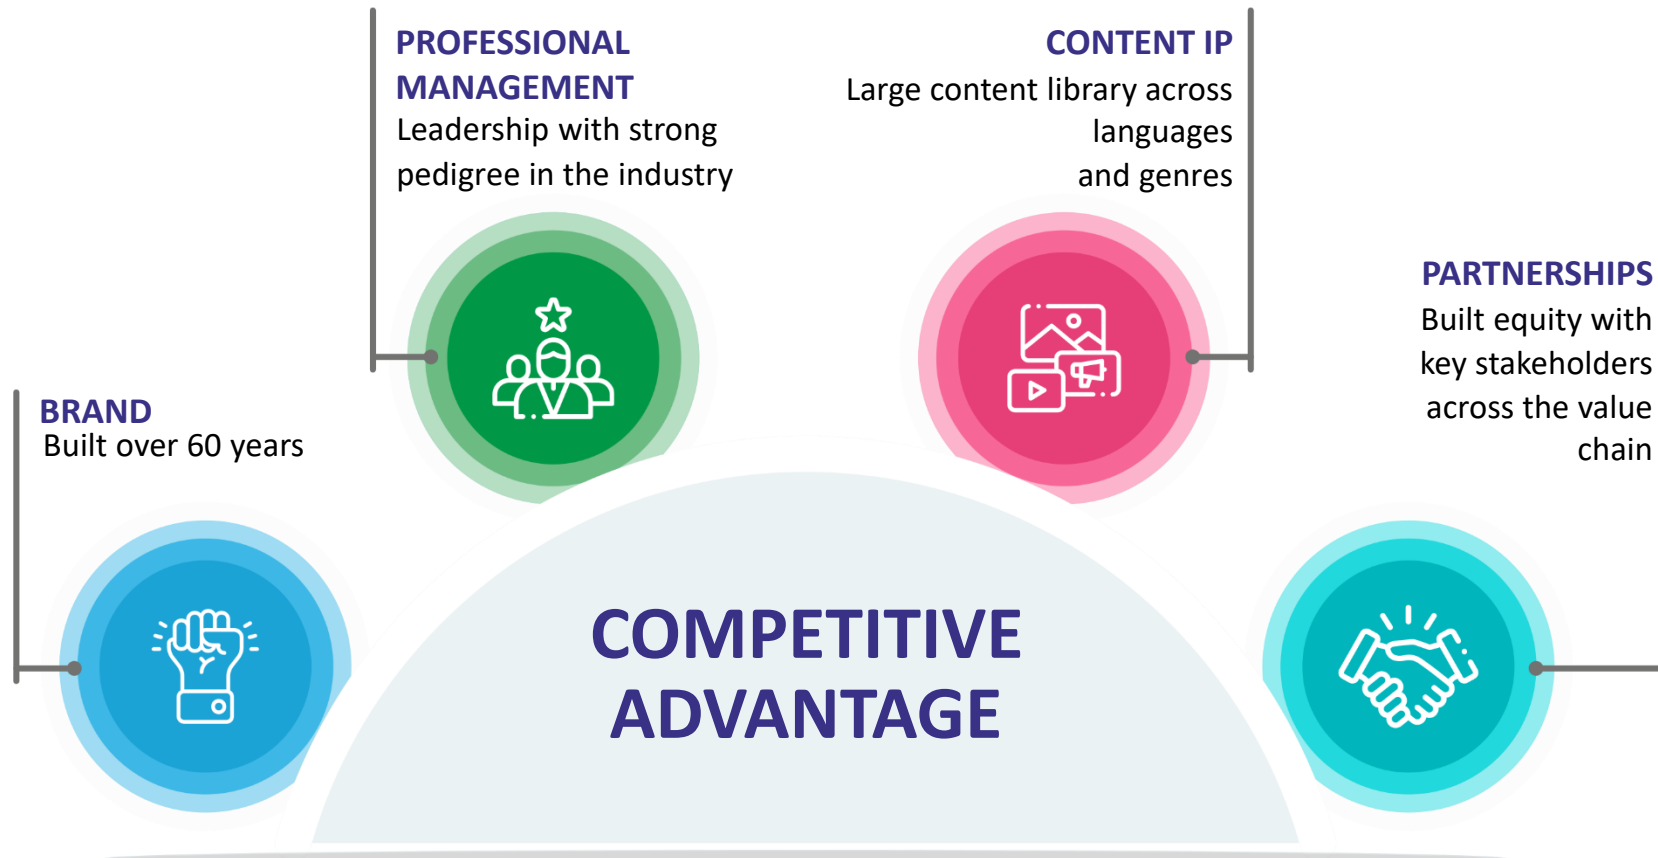 PROFESSIONAL
MANAGEMENT
Leadership with strong
pedigree in the industry
CONTENT IP
Large content library across
languages
and genres
PARTNERSHIPS
Built equity with
key stakeholders
across the value
chain
BRAND
Built over 60 years
COMPETITIVE
ADVANTAGE